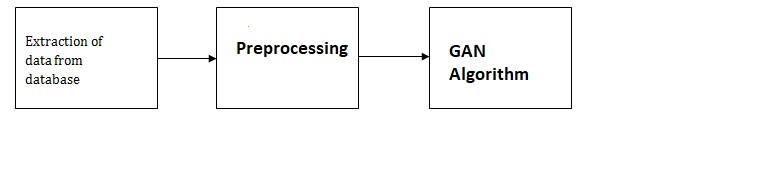 Extraction of
data from
database
Preprocessing
GAN
Algorithm